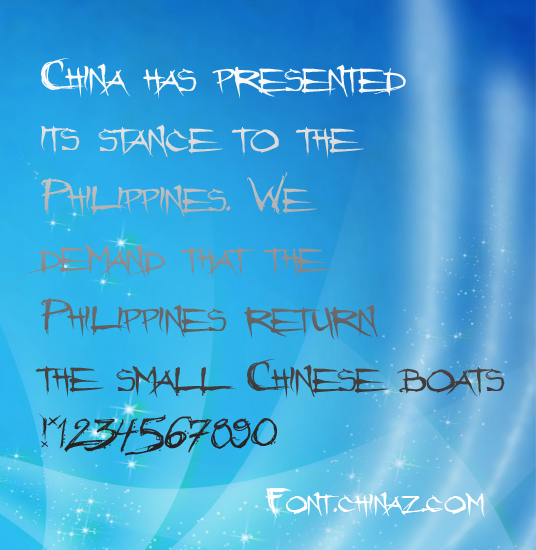 China has presented
its stance to the
Philippines. We
demand that the
Philippines return
the small Chinese boats
!*1234567890
Font.chinaz.com